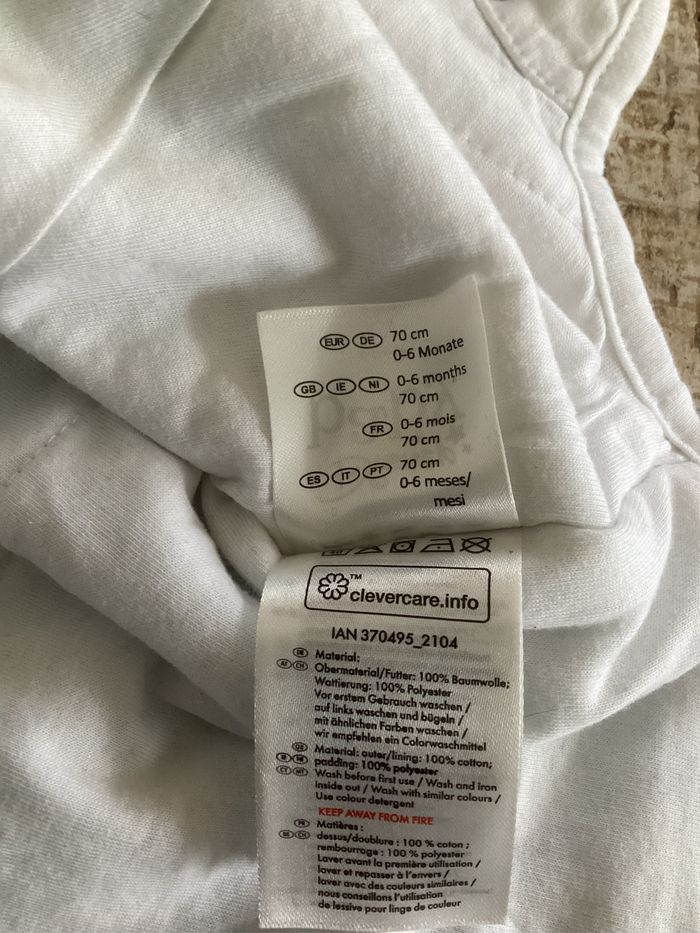 EUR DE 70 cm
0-6 Monate
GB IE NI 0-6 months
70 cm
FR 0-6 mois
70 cm
ES IT PT 70 cm
0-6 meses/
mesi
clevercare.info™
IAN 370495_2104
DE Material:
AT CH Obermaterial/Futter: 100% Baumwolle;
Wattierung: 100% Polyester
Vor erstem Gebrauch waschen /
auf links waschen und bügeln /
mit ähnlichen Farben waschen /
wir empfehlen ein Colorwaschmittel
GB Material: outer/lining: 100% cotton;
IE NI padding: 100% polyester
CY MT Wash before first use / Wash and iron
inside out / Wash with similar colours /
Use colour detergent
KEEP AWAY FROM FIRE
FR Matières :
BE CH dessus/doublure : 100 % coton ;
rembourrage : 100 % polyester
Laver avant la première utilisation /
laver et repasser à l'envers /
laver avec des couleurs similaires /
nous conseillons l'utilisation
de lessive pour linge de couleur